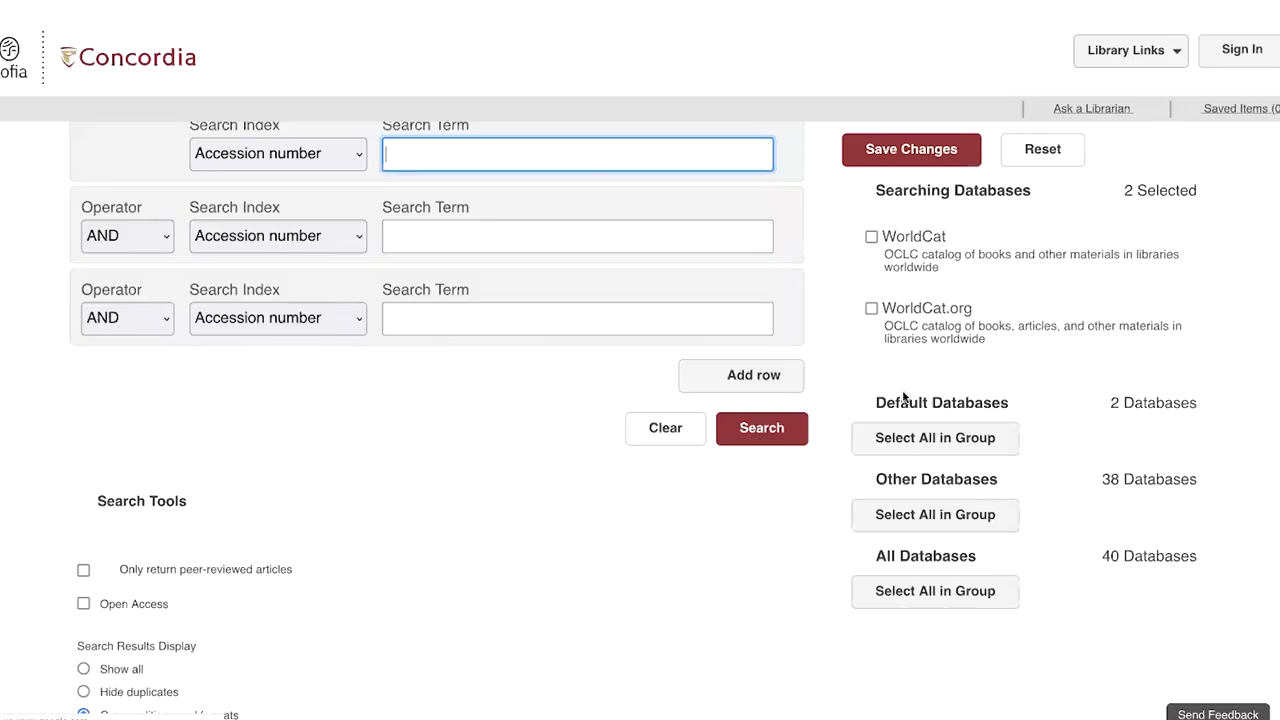 ofia
Concordia
Library Links
Sign In
Ask a Librarian
Saved Items (0
Search Index
Search Term
Accession number
Operator
Search Index
Search Term
AND
Accession number
Operator
Search Index
Search Term
AND
Accession number
Add row
Clear
Search
Search Tools
Only return peer-reviewed articles
Open Access
Search Results Display
Show all
Hide duplicates
ats
Save Changes
Reset
Searching Databases
2 Selected
WorldCat
OCLC catalog of books and other materials in libraries
worldwide
WorldCat.org
OCLC catalog of books, articles, and other materials in
libraries worldwide
Default Databases
2 Databases
Select All in Group
Other Databases
38 Databases
Select All in Group
All Databases
40 Databases
Select All in Group
Send Feedback